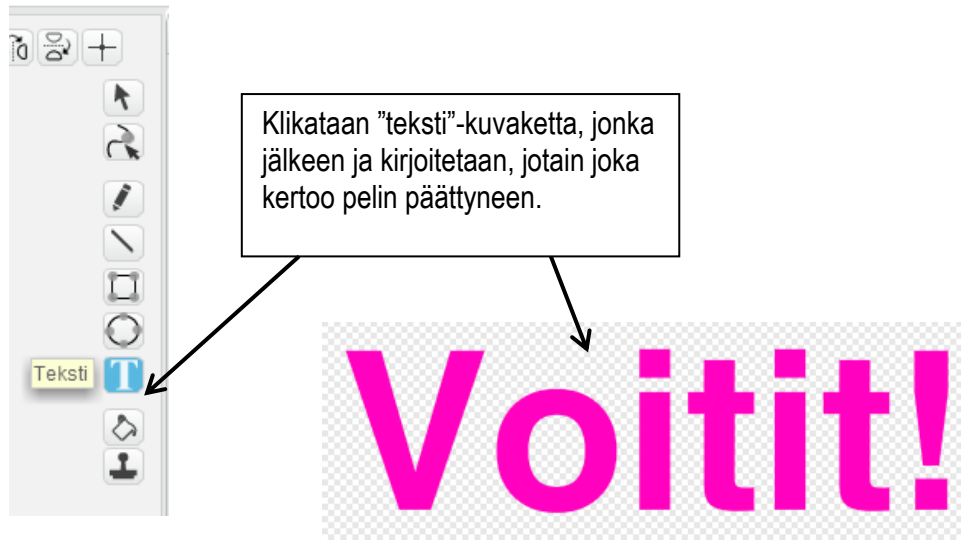 Klikataan ”teksti”-kuvaketta, jonka
jälkeen ja kirjoitetaan, jotain joka
kertoo pelin päättyneen.
Teksti
T
Voitit!